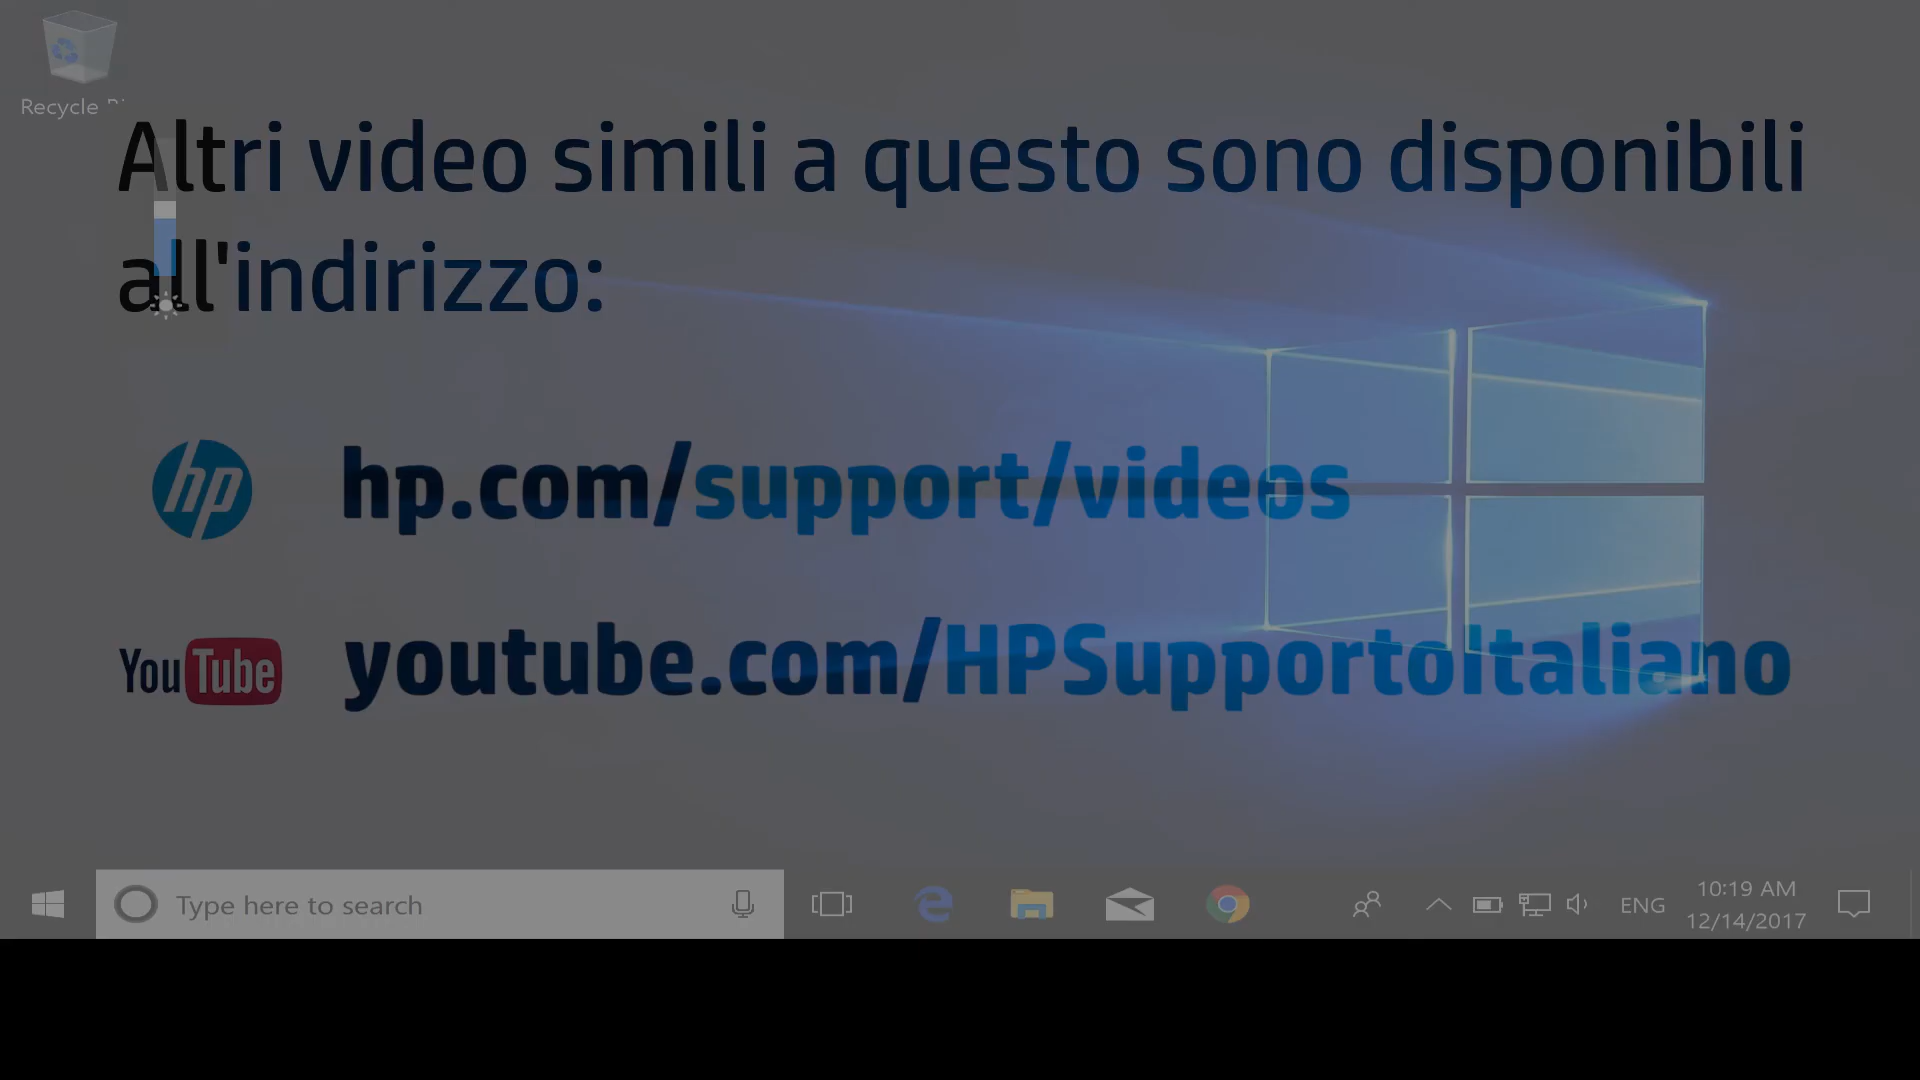 Recycle
Altri video simili a questo sono disponibili
all'indirizzo:
hp hp.com/support/videos
YouTube youtube.com/HPSupportoItaliano
Type here to search
ENG
10:19 AM
12/14/2017